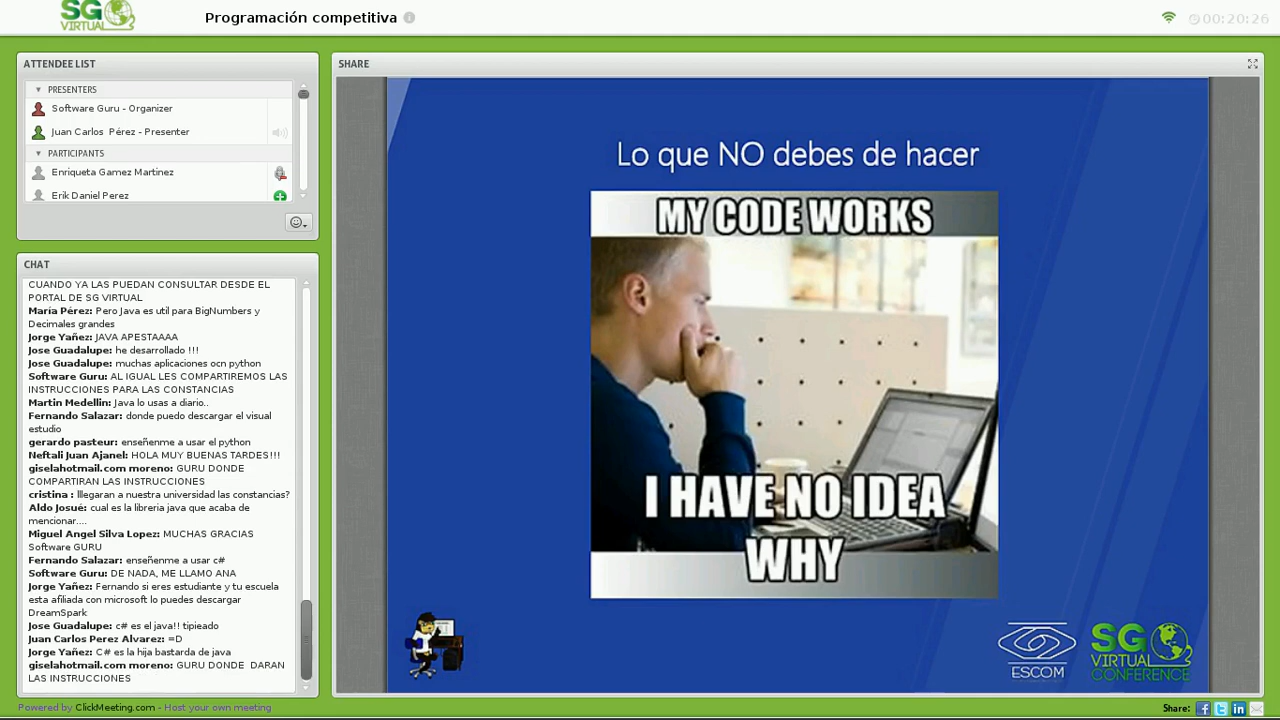 SG
VIRTUAL
Programación competitiva
00:20:26
ATTENDEE LIST
PRESENTERS
Software Guru - Organizer
Juan Carlos Pérez - Presenter
PARTICIPANTS
Enriqueta Gamez Martinez
Erik Daniel Perez
CHAT
CUANDO YA LAS PUEDAN CONSULTAR DESDE EL
PORTAL DE SG VIRTUAL
María Pérez: Pero Java es util para BigNumbers y
Decimales grandes
Jorge Yañez: JAVA APESTAAAA
Jose Guadalupe: he desarrollado !!!
Jose Guadalupe: muchas aplicaciones ocn python
Software Guru: AL IGUAL LES COMPARTIREMOS LAS
INSTRUCCIONES PARA LAS CONSTANCIAS
Martin Medellin: Java lo usas a diario..
Fernando Salazar: donde puedo descargar el visual
estudio
gerardo pasteur: enseñenme a usar el python
Neftali Juan Ajanel: HOLA MUY BUENAS TARDES!!!
giselahotmail.com moreno: GURU DONDE
COMPARTIRAN LAS INSTRUCCIONES
cristina : lllegaran a nuestra universidad las constancias?
Aldo Josué: cual es la libreria java que acaba de
mencionar....
Miguel Angel Silva Lopez: MUCHAS GRACIAS
Software GURU
Fernando Salazar: enseñenme a usar c#
Software Guru: DE NADA, ME LLAMO ANA
Jorge Yañez: Fernando si eres estudiante y tu escuela
esta afiliada con microsoft lo puedes descargar
DreamSpark
Jose Guadalupe: c# es el java!! tipieado
Juan Carlos Perez Alvarez: =D
Jorge Yañez: C# es la hija bastarda de java
giselahotmail.com moreno: GURU DONDE DARAN
LAS INSTRUCCIONES
SHARE
Lo que NO debes de hacer
MY CODE WORKS
I HAVE NO IDEA
WHY
ESCOM
SG
VIRTUAL
CONFERENCE
Powered by ClickMeeting.com - Host your own meeting
Share: